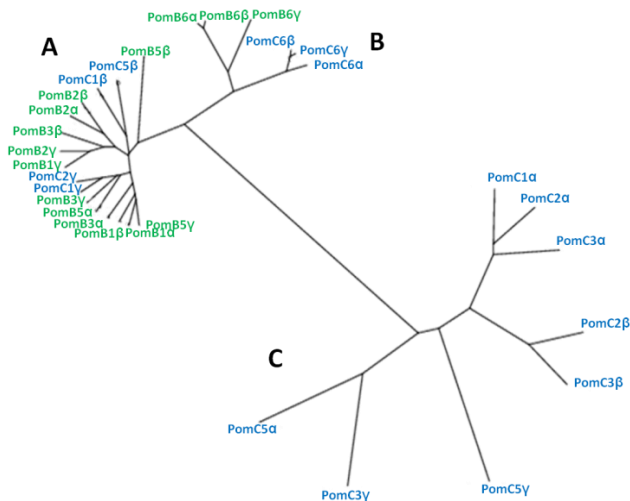 PomB6α PomB6β PomB6γ
A
PomC5β PomB5β
PomC6β PomC6γ
B
PomC6α
PomC1β
PomB2β
PomB2α
PomB3β
PomB2γ
PomB1γ
PomC2γ
PomC1γ
PomB3γ
PomB5α
PomB3α
PomB1β PomB1α
PomB5γ
PomC1α
PomC2α
PomC3α
PomC2β
C
PomC3β
PomC5α
PomC3γ
PomC5γ